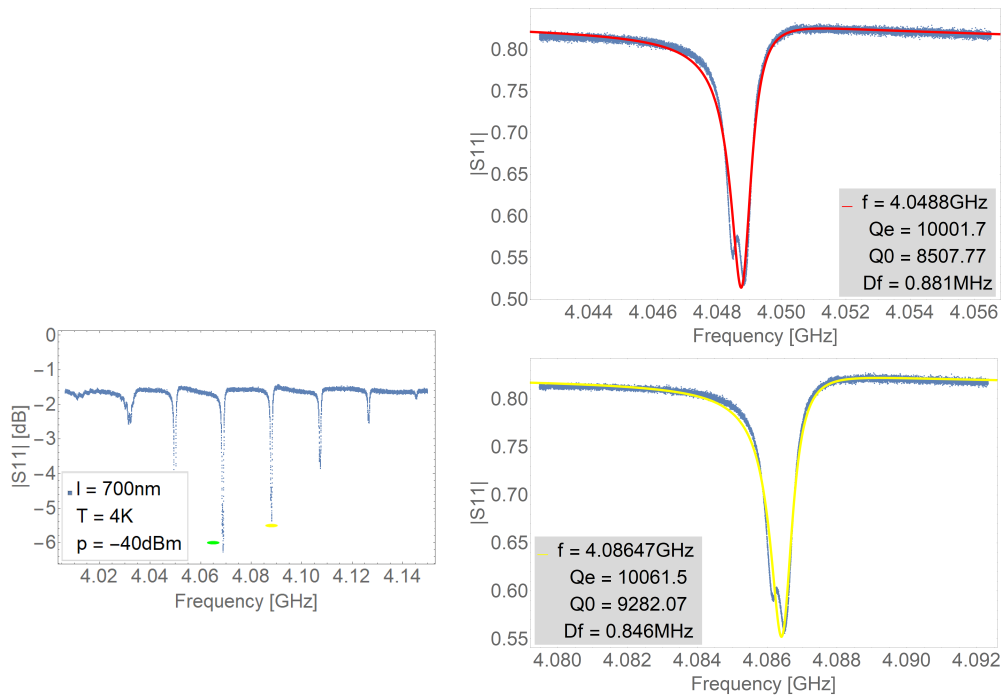 0.80
0.75
0.70
0.65
0.60
0.55
0.50
|S11|
f = 4.0488GHz
Qe = 10001.7
Q0 = 8507.77
Df = 0.881MHz
4.044 4.046 4.048 4.050 4.052 4.054 4.056
Frequency [GHz]
0
−1
−2
−3
−4
−5
−6
|S11| [dB]
l = 700nm
T = 4K
p = −40dBm
4.02 4.04 4.06 4.08 4.10 4.12 4.14
Frequency [GHz]
0.80
0.75
0.70
0.65
0.60
0.55
|S11|
f = 4.08647GHz
Qe = 10061.5
Q0 = 9282.07
Df = 0.846MHz
4.080 4.082 4.084 4.086 4.088 4.090 4.092
Frequency [GHz]